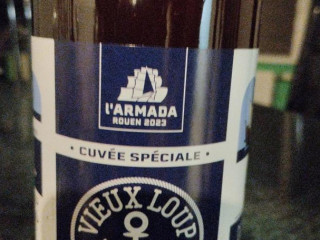 L'ARMADA
ROUEN 2023
• CUVÉE SPÉCIALE •
VIEUX LOUP